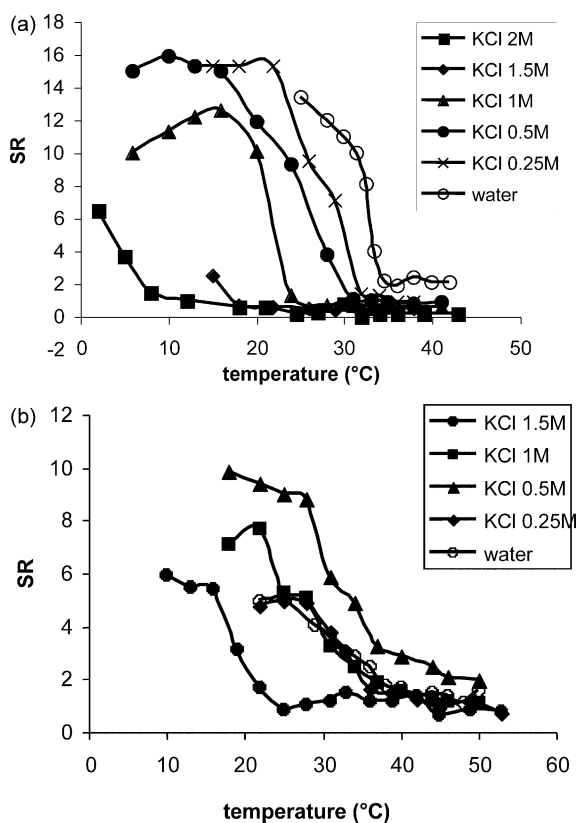 (a)
18
16
14
12
10
8
6
4
2
0
-2
SR
0
10
20
30
40
50
temperature (°C)
KCl 2M
KCl 1.5M
KCl 1M
KCl 0.5M
KCl 0.25M
water
(b)
12
10
8
6
4
2
0
SR
0
10
20
30
40
50
60
temperature (°C)
KCl 1.5M
KCl 1M
KCl 0.5M
KCl 0.25M
water